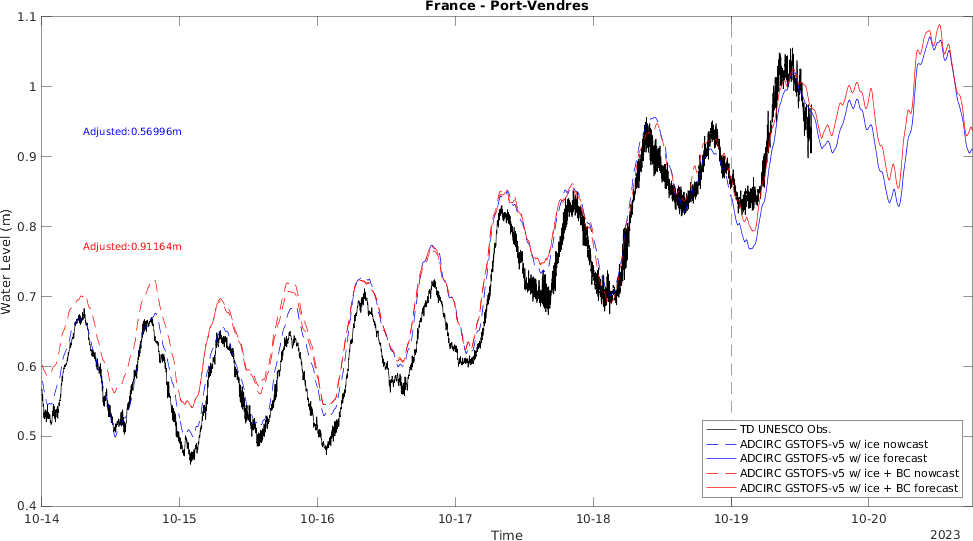 France - Port-Vendres
1.1
1
0.9
0.8
0.7
0.6
0.5
0.4
Water Level (m)
Adjusted:0.56996m
Adjusted:0.91164m
TD UNESCO Obs.
ADCIRC GSTOFS-v5 w/ ice nowcast
ADCIRC GSTOFS-v5 w/ ice forecast
ADCIRC GSTOFS-v5 w/ ice + BC nowcast
ADCIRC GSTOFS-v5 w/ ice + BC forecast
10-14 10-15 10-16 10-17 10-18 10-19 10-20
Time
2023